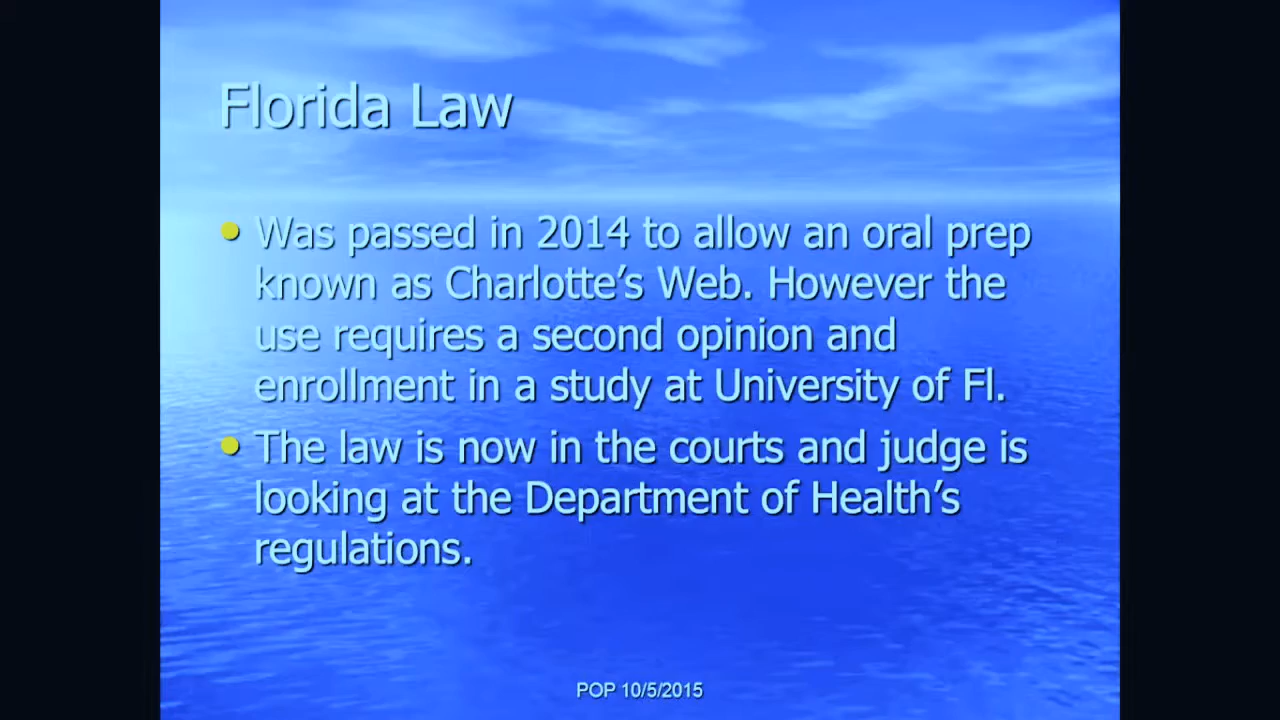 Florida Law
• Was passed in 2014 to allow an oral prep
known as Charlotte’s Web. However the
use requires a second opinion and
enrollment in a study at University of Fl.
• The law is now in the courts and judge is
looking at the Department of Health’s
regulations.
POP 10/5/2015